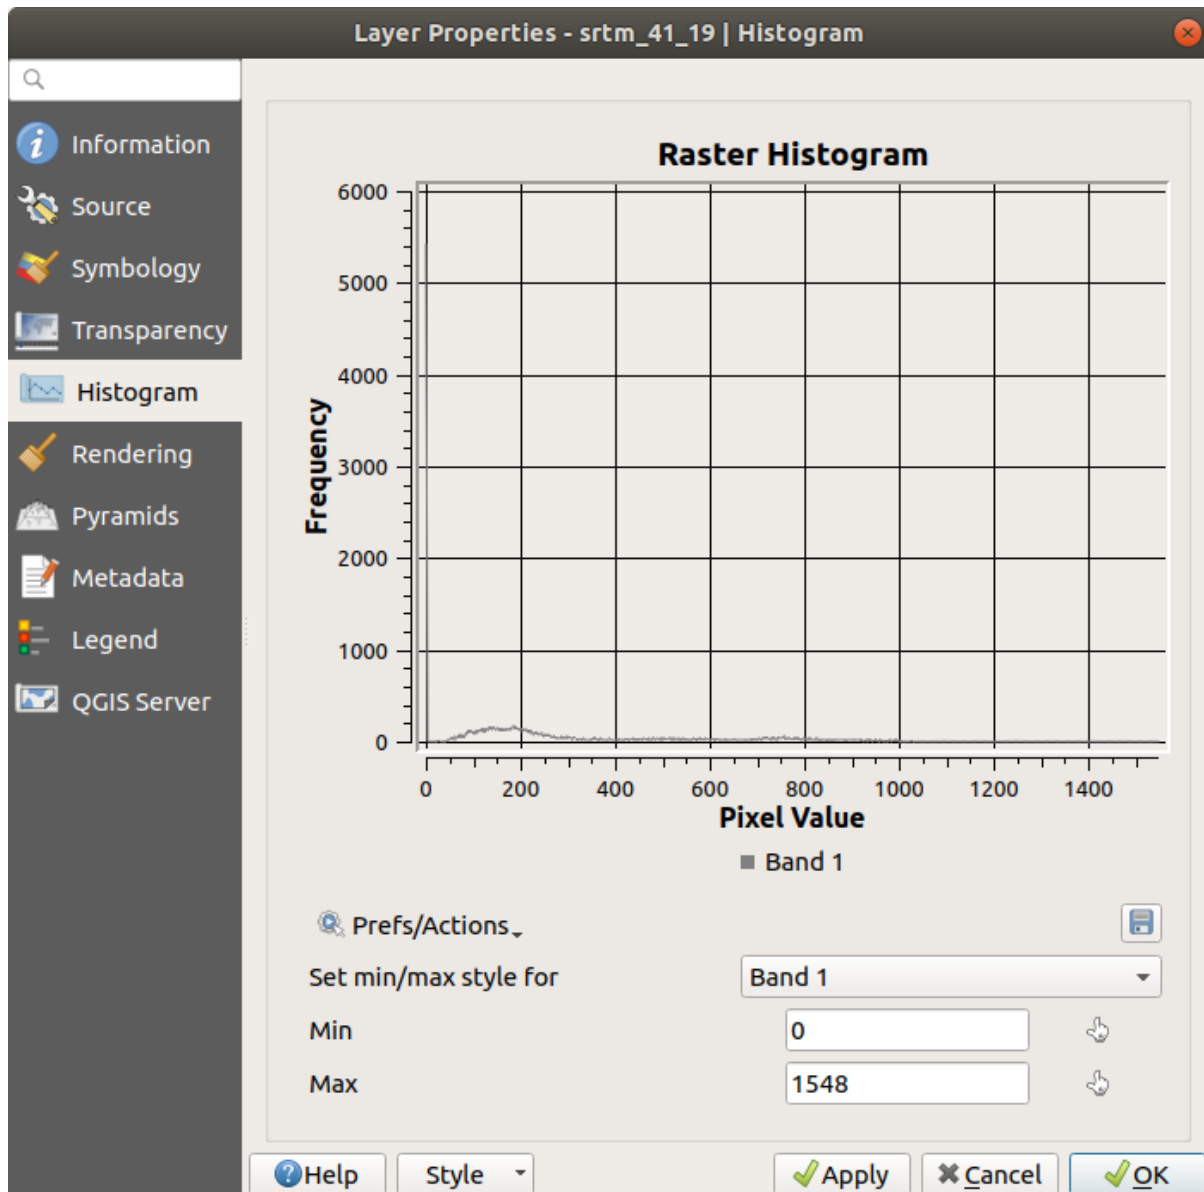 Layer Properties - srtm_41_19 | Histogram
Information
Source
Symbology
Transparency
Histogram
Rendering
Pyramids
Metadata
Legend
QGIS Server
Raster Histogram
6000
5000
4000
3000
2000
1000
0
Frequency
0 200 400 600 800 1000 1200 1400
Pixel Value
Band 1
Prefs/Actions
Set min/max style for Band 1
Min 0
Max 1548
Help Style Apply Cancel OK